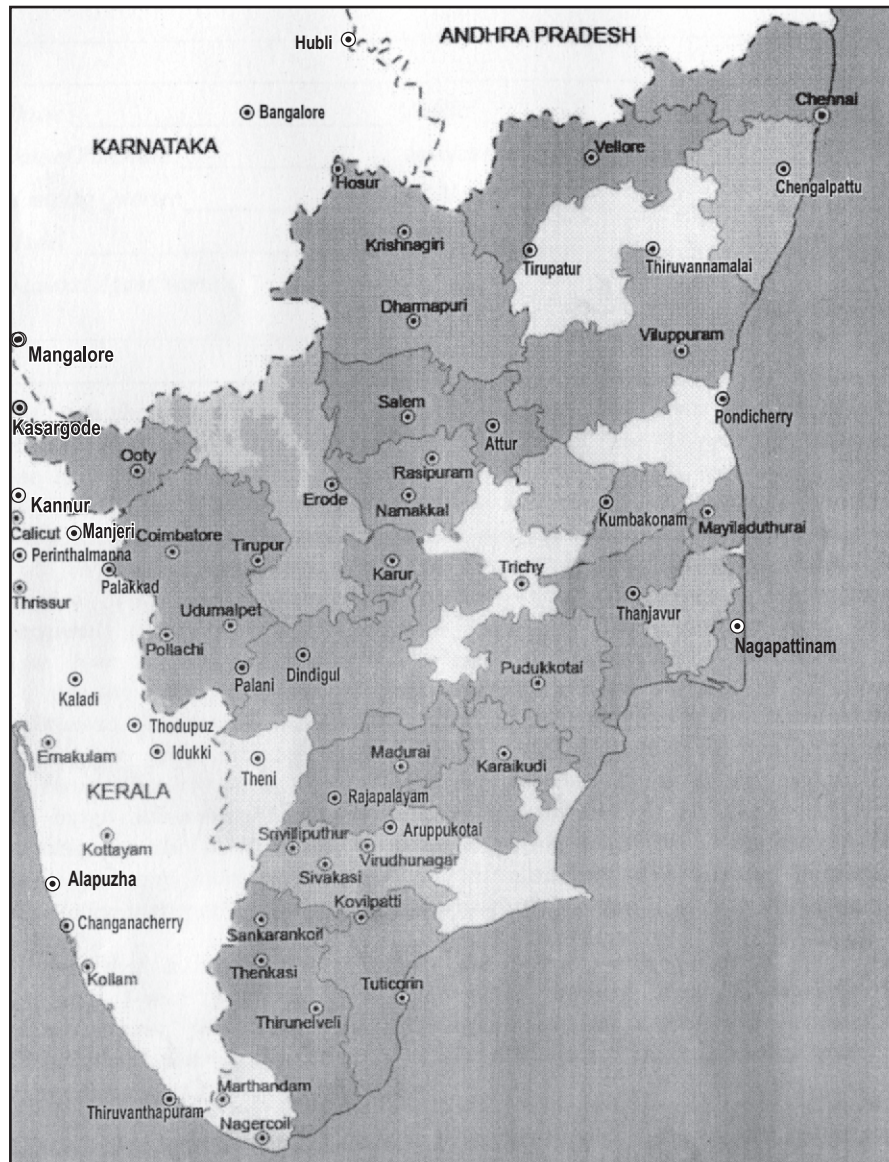 Hubli
ANDHRA PRADESH
Bangalore
Chennai
KARNATAKA
Vellore
Hosur
Chengalpattu
Krishnagiri
Tirupatur
Thiruvannamalai
Dharmapuri
Mangalore
Viluppuram
Kasargode
Salem
Pondicherry
Attur
Ooty
Rasipuram
Kannur
Erode
Namakkal
Kumbakonam
Mayiladuthurai
Calicut
Manjeri
Coimbatore
Perinthalmanna
Tirupur
Karur
Trichy
Palakkad
Thrissur
Udumalpet
Thanjavur
Pollachi
Nagapattinam
Palani
Dindigul
Pudukkotai
Kaladi
Thodupuz
Ernakulam
Idukki
Theni
Madurai
Karaikudi
KERALA
Rajapalayam
Kottayam
Srivilliputhur
Aruppukotai
Virudhunagar
Sivakasi
Alapuzha
Kovilpatti
Changanacherry
Sankarankoil
Kollam
Thenkasi
Tuticorin
Thirunelveli
Marthandam
Thiruvanthapuram
Nagercoil